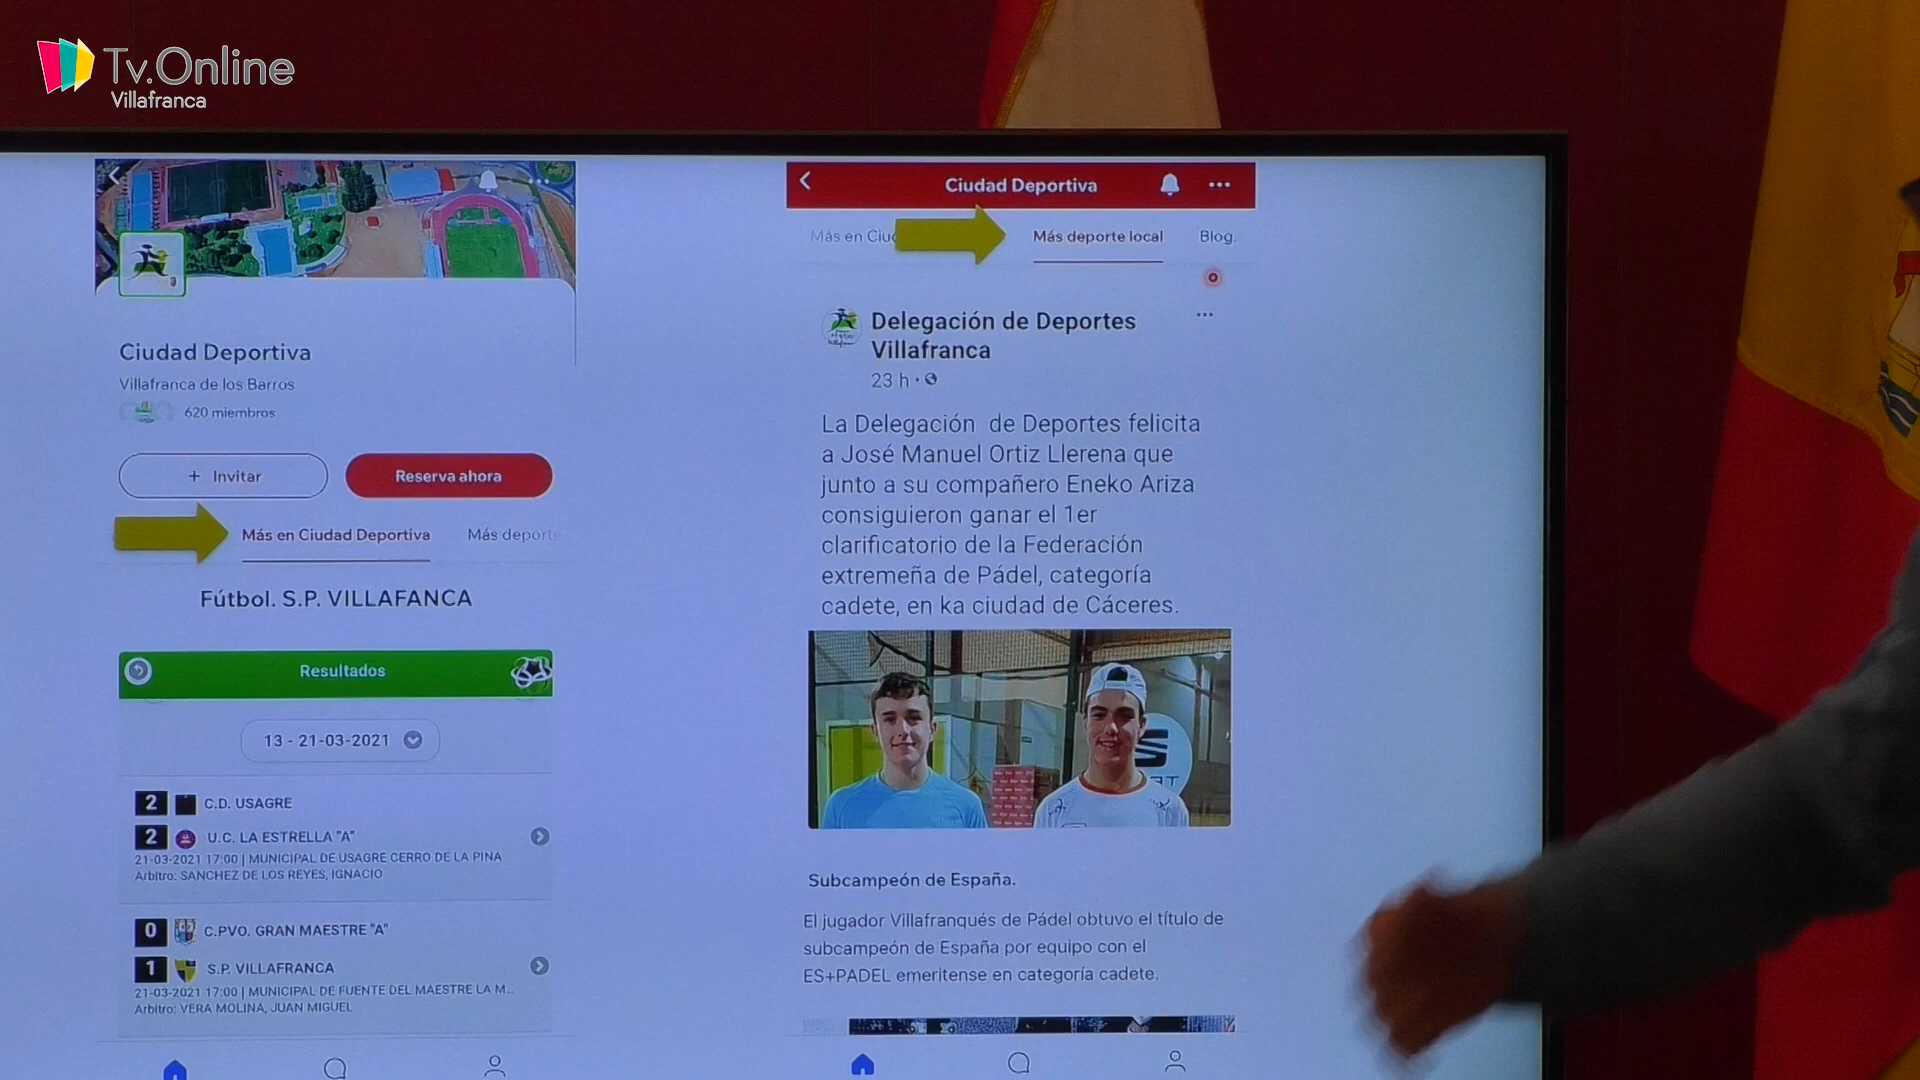 Tv.Online
Villafranca
Ciudad Deportiva
Villafranca de los Barros
620 miembros
+ Invitar
Reserva ahora
Más en Ciudad Deportiva
Más deporte
Fútbol. S.P. VILLAFANCA
Resultados
13 - 21-03-2021
2 C.D. USAGRE
2 U.C. LA ESTRELLA "A"
21-03-2021 17:00 | MUNICIPAL DE USAGRE CERRO DE LA PINA
Arbitro: SANCHEZ DE LOS REYES, IGNACIO
0 C.PVO. GRAN MAESTRE "A"
1 S.P. VILLAFRANCA
21-03-2021 17:00 | MUNICIPAL DE FUENTE DEL MAESTRE LA M...
Arbitro: VERA MOLINA, JUAN MIGUEL
Ciudad Deportiva
Más en Ciu
Más deporte local
Blog.
Delegación de Deportes
Villafranca
23 h
La Delegación de Deportes felicita
a José Manuel Ortiz Llerena que
junto a su compañero Eneko Ariza
consiguieron ganar el 1er
clarificatorio de la Federación
extremeña de Pádel, categoría
cadete, en ka ciudad de Cáceres.
Subcampeón de España.
El jugador Villafranqués de Pádel obtuvo el título de
subcampeón de España por equipo con el
ES+PADEL emeritense en categoría cadete.